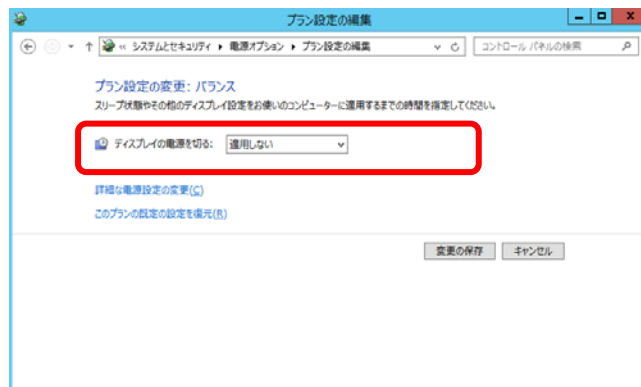 プラン設定の編集
« システムとセキュリティ ▸ 電源オプション ▸ プラン設定の編集
コントロール パネルの検索
プラン設定の変更: バランス
スリープ状態やその他のディスプレイ設定をお使いのコンピューターに適用するまでの時間を指定してください。
ディスプレイの電源を切る: 適用しない
詳細な電源設定の変更(C)
このプランの既定の設定を復元(R)
変更の保存 キャンセル